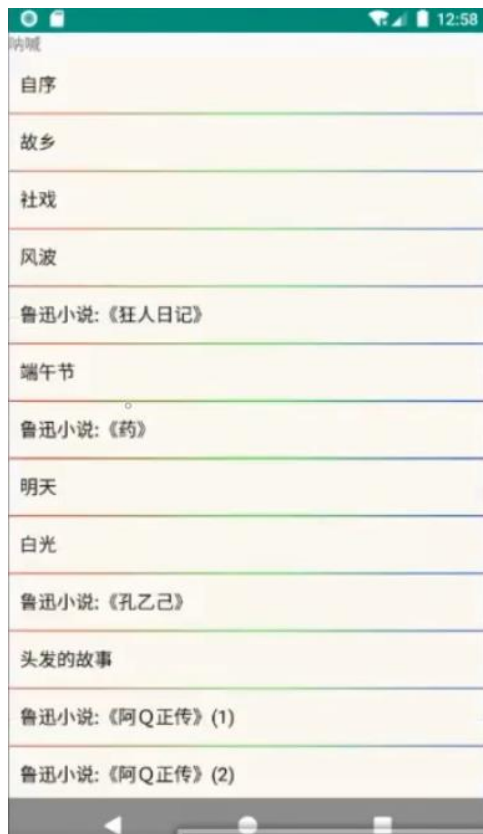 12:58
呐喊
自序
故乡
社戏
风波
鲁迅小说:《狂人日记》
端午节
鲁迅小说:《药》
明天
白光
鲁迅小说:《孔乙己》
头发的故事
鲁迅小说:《阿Q正传》(1)
鲁迅小说:《阿Q正传》(2)